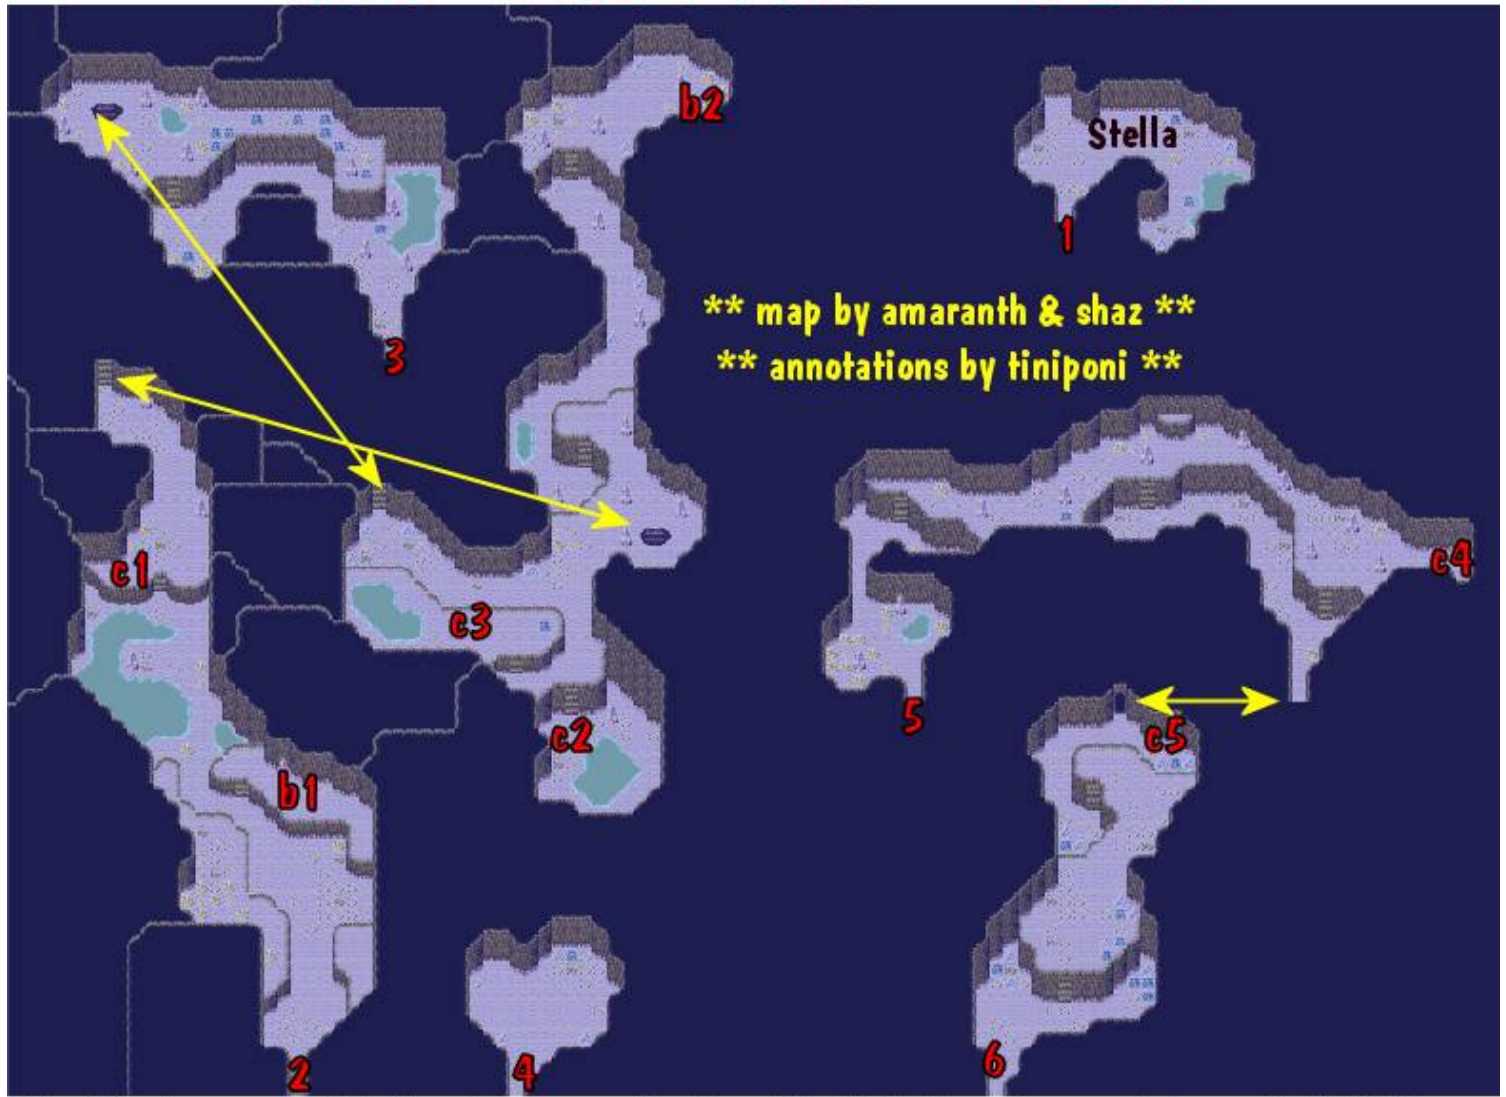 b2
Stella
1
** map by amaranth & shaz **
3
** annotations by tiniponi **
c1
c4
c3
5
c5
c2
b1
6
2
4